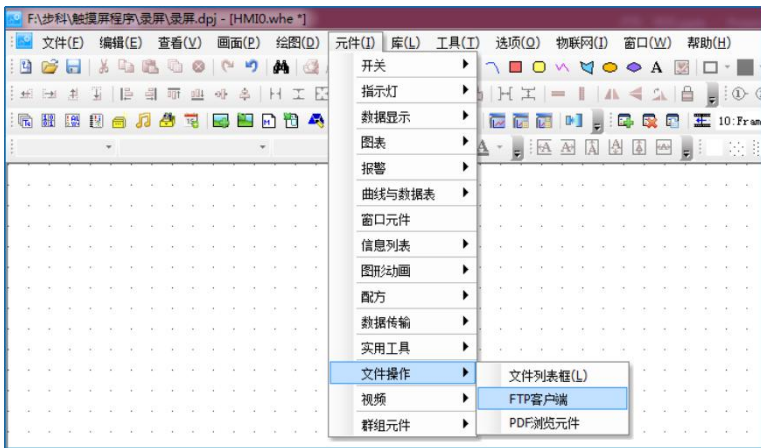 F:\步科\触摸屏程序\录屏\录屏.dpj - [HMI0.whe *]
文件(F) 编辑(E) 查看(V) 画面(P) 绘图(D) 元件(I) 库(L) 工具(T) 选项(O) 物联网(I) 窗口(W) 帮助(H)
开关
指示灯
数据显示
10:Fram
图表
报警
曲线与数据表
窗口元件
信息列表
图形动画
配方
数据传输
实用工具
文件操作
文件列表框(L)
视频
FTP客户端
群组元件
PDF浏览元件